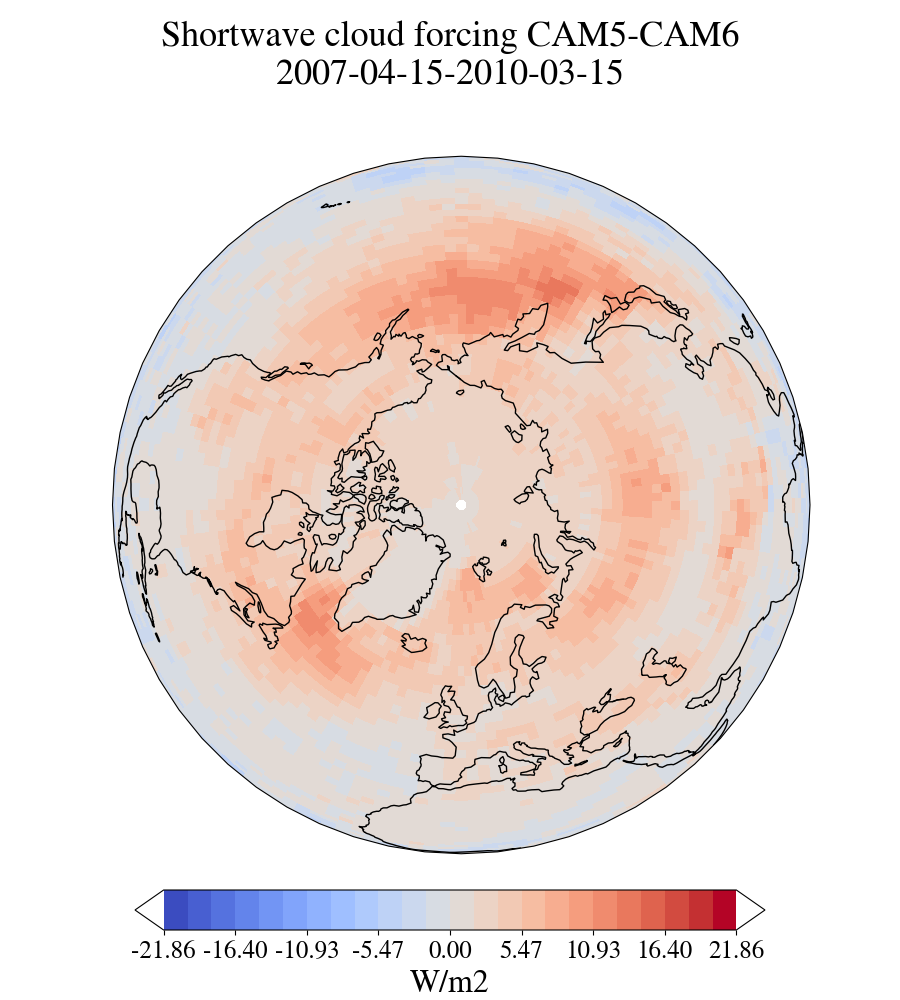 Shortwave cloud forcing CAM5-CAM6
2007-04-15-2010-03-15
-21.86 -16.40 -10.93 -5.47 0.00 5.47 10.93 16.40 21.86
W/m2